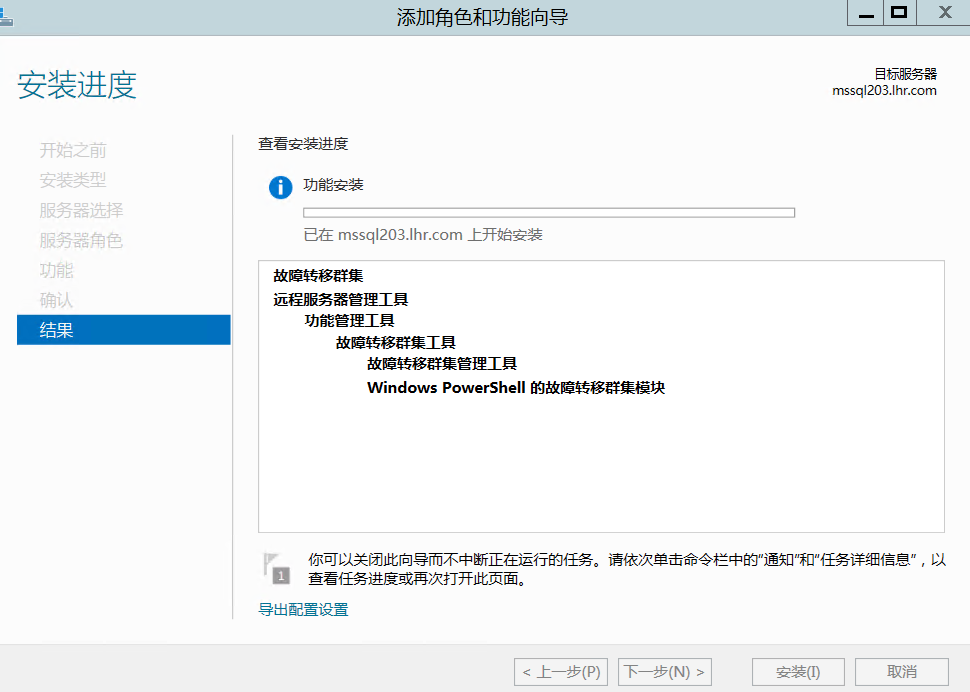 添加角色和功能向导
安装进度
目标服务器
mssql203.lhr.com
开始之前
安装类型
服务器选择
服务器角色
功能
确认
结果
查看安装进度
功能安装
已在 mssql203.lhr.com 上开始安装
故障转移群集
远程服务器管理工具
功能管理工具
故障转移群集工具
故障转移群集管理工具
Windows PowerShell 的故障转移群集模块
1
你可以关闭此向导而不中断正在运行的任务。请依次单击命令栏中的"通知"和"任务详细信息"，以
查看任务进度或再次打开此页面。
导出配置设置
< 上一步(P)
下一步(N) >
安装(I)
取消